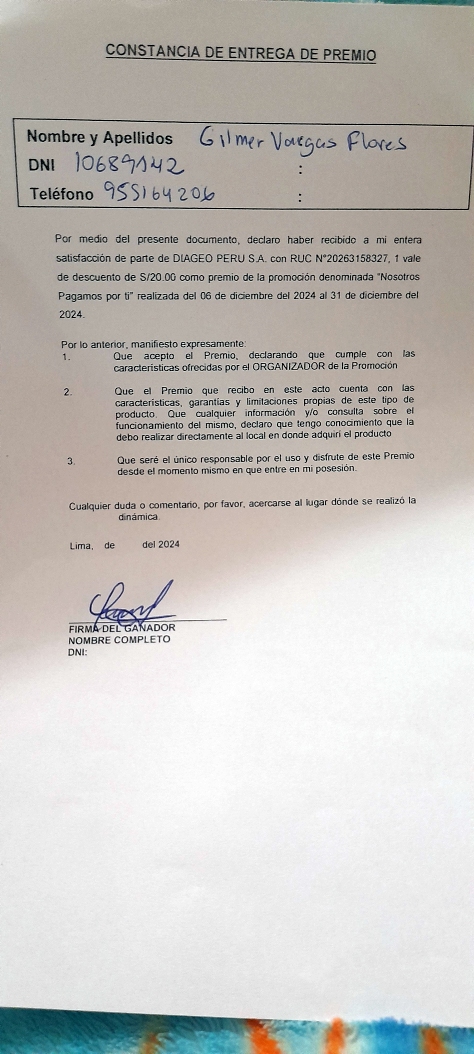 CONSTANCIA DE ENTREGA DE PREMIO
Nombre y Apellidos Gilmer Vargas Flores
DNI 10689142 :
Teléfono 955164206 :
Por medio del presente documento, declaro haber recibido a mi entera
satisfacción de parte de DIAGEO PERU S.A. con RUC N°20263158327, 1 vale
de descuento de S/20.00 como premio de la promoción denominada "Nosotros
Pagamos por ti" realizada del 06 de diciembre del 2024 al 31 de diciembre del
2024.
Por lo anterior, manifiesto expresamente:
1. Que acepto el Premio, declarando que cumple con las
características ofrecidas por el ORGANIZADOR de la Promoción
2. Que el Premio que recibo en este acto cuenta con las
características, garantías y limitaciones propias de este tipo de
producto. Que cualquier información y/o consulta sobre el
funcionamiento del mismo, declaro que tengo conocimiento que la
debo realizar directamente al local en donde adquirí el producto
3. Que seré el único responsable por el uso y disfrute de este Premio
desde el momento mismo en que entre en mi posesión.
Cualquier duda o comentario, por favor, acercarse al lugar dónde se realizó la
dinámica.
Lima, de del 2024
FIRMA DEL GANADOR
NOMBRE COMPLETO
DNI: